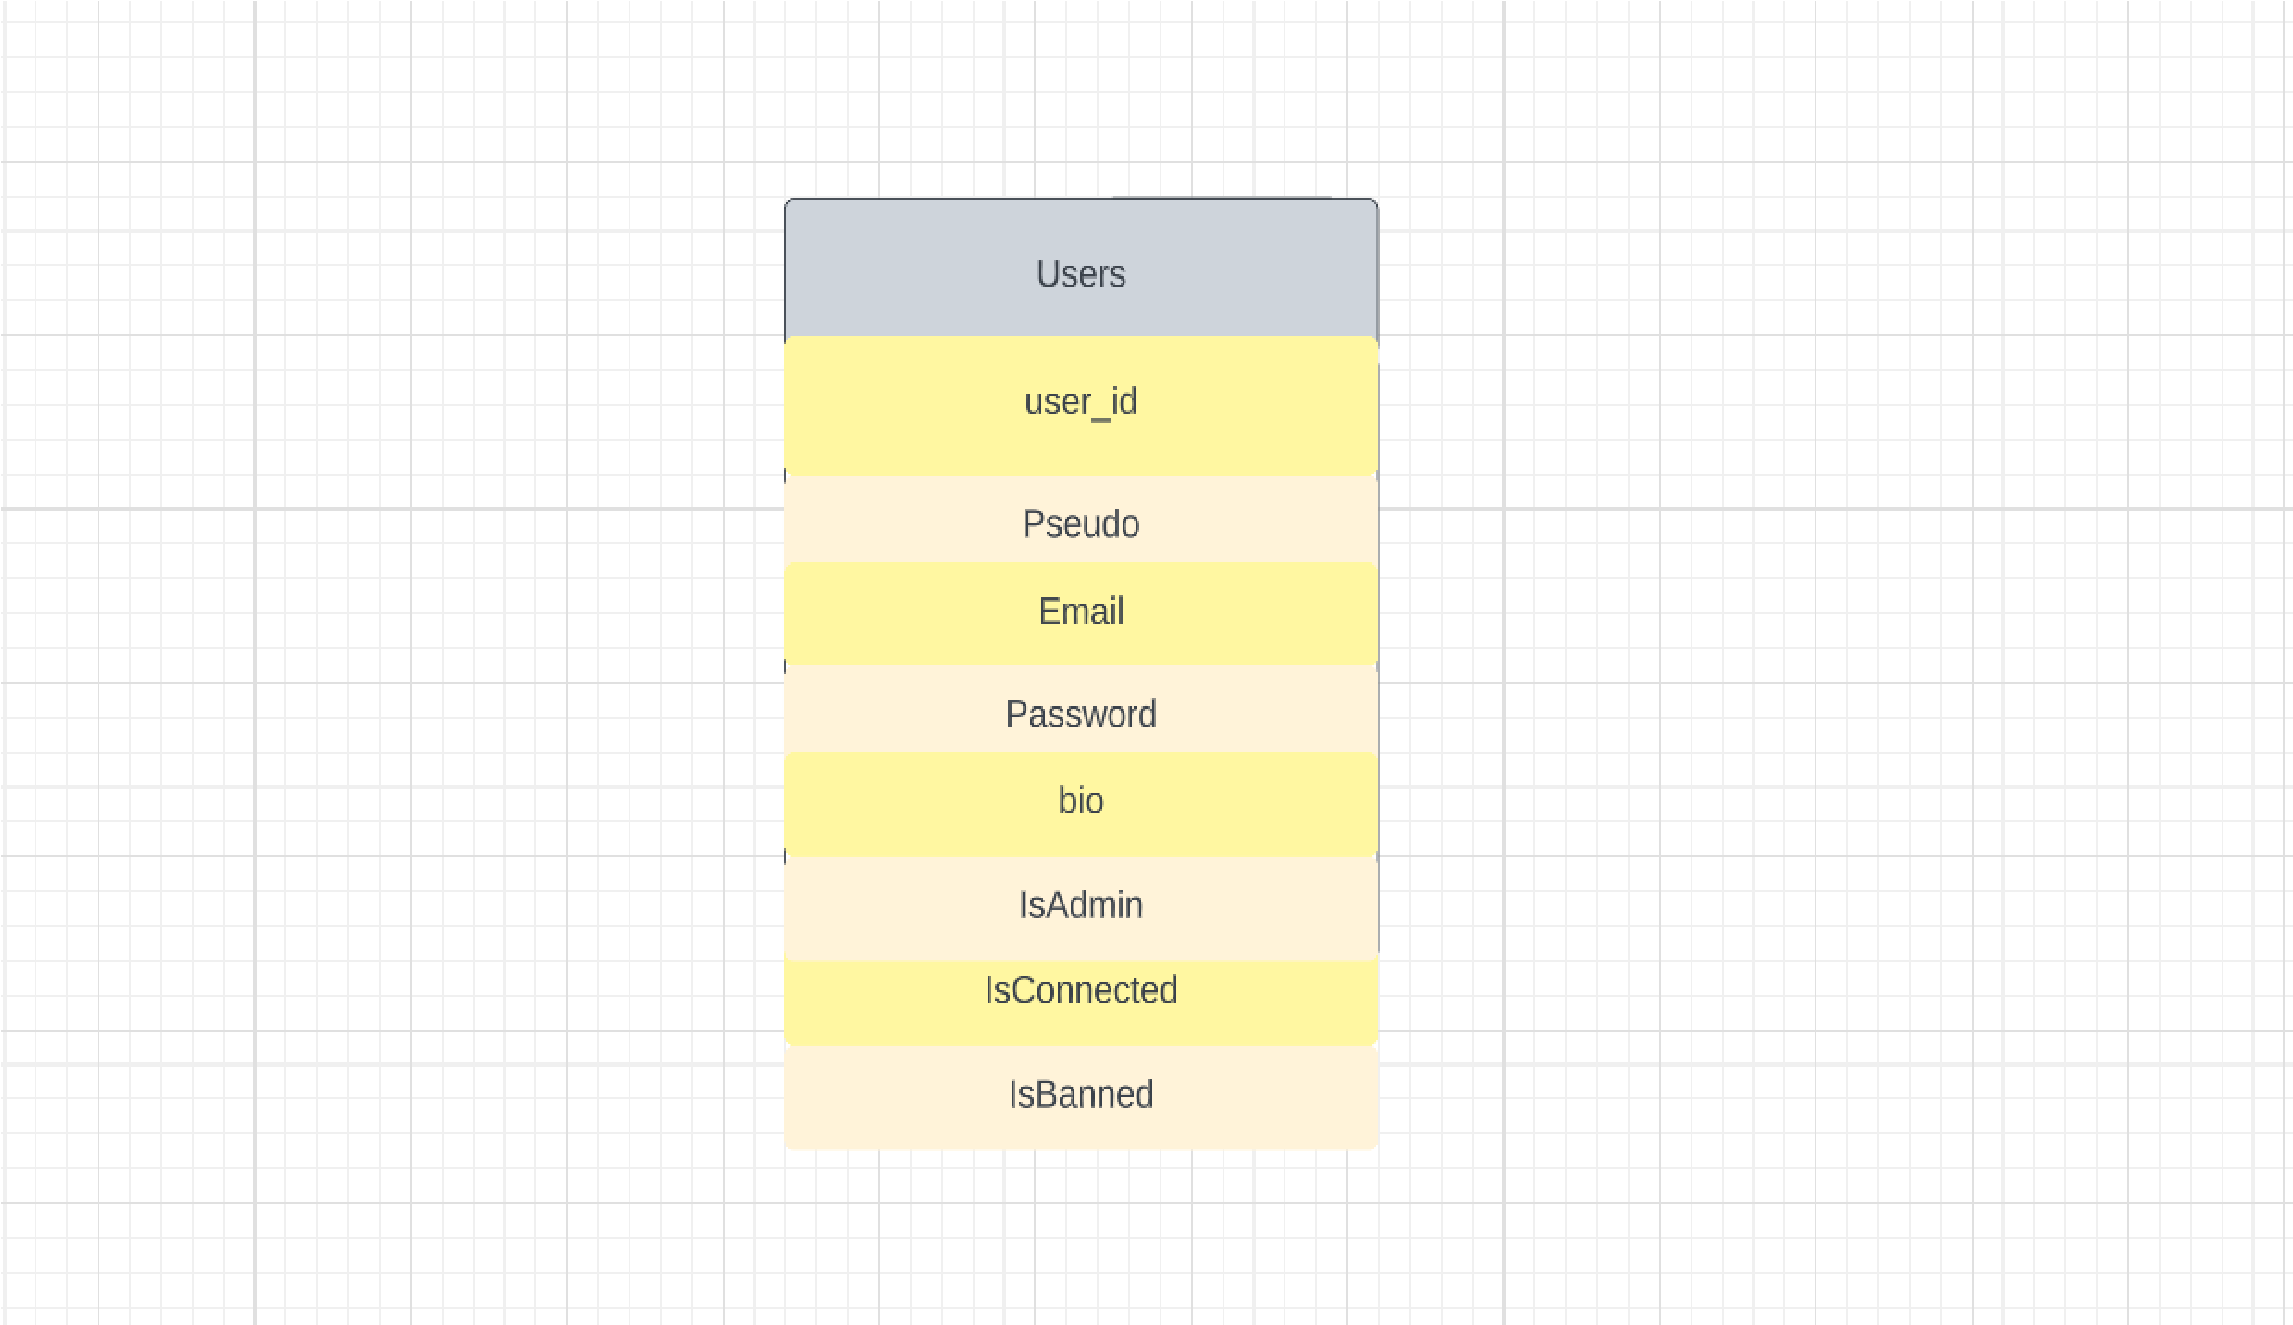 Users
user_id
Pseudo
Email
Password
bio
IsAdmin
IsConnected
IsBanned